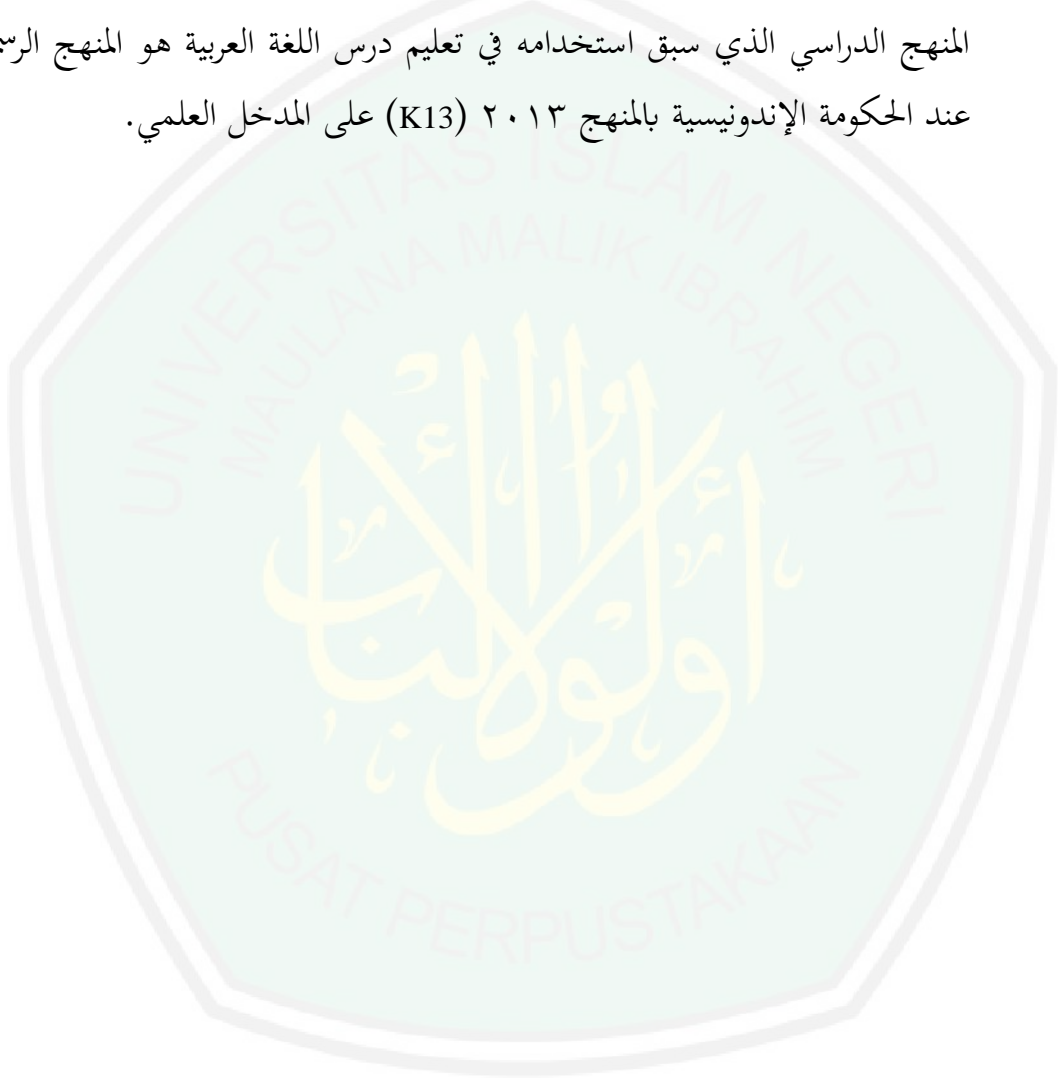 المنهج الدراسي الذي سبق استخدامه في تعليم درس اللغة العربية هو المنهج
عند الحكومة الإندونيسية بالمنهج ٢٠١٣ (K13) على المدخل العلمي.
UNIVERSITAS ISLAM NEGERI
MAULANA MALIK IBRAHIM
أولوا الألباب
PUSAT PERPUSTAKAAN